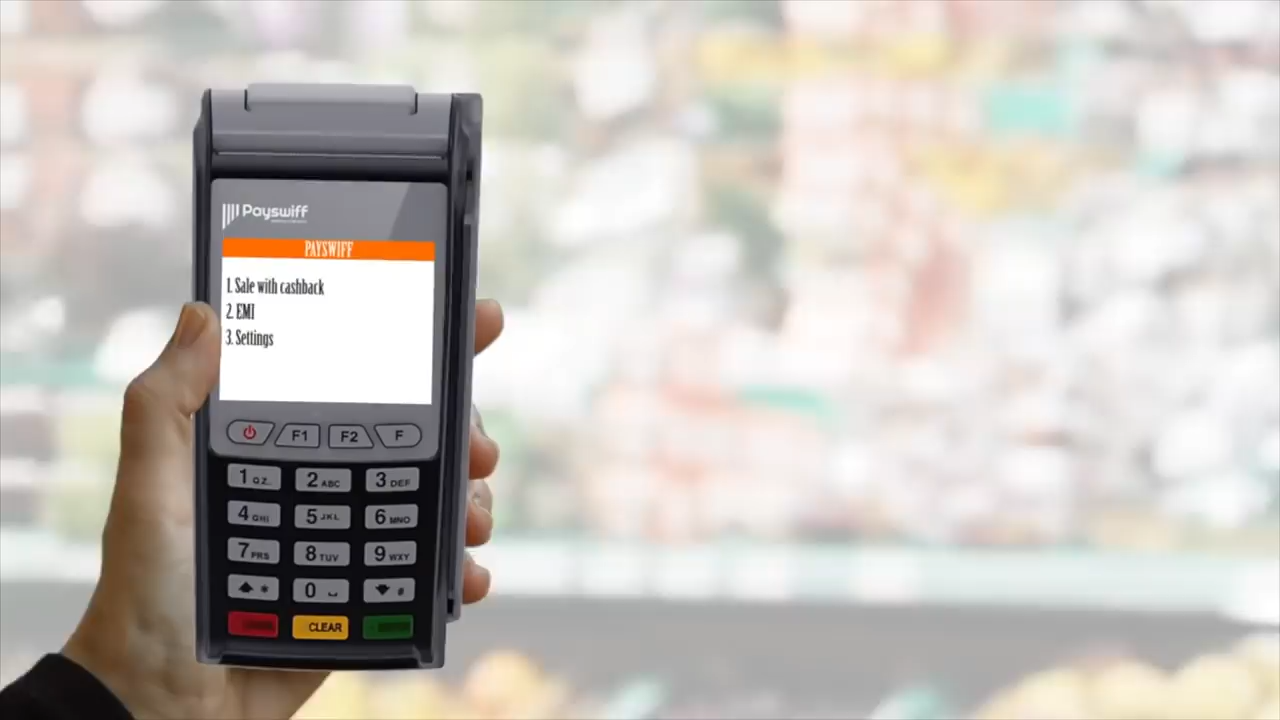 Payswiff
PAYSWIFF
1. Sale with cashback
2. EMI
3. Settings
F1 F2 F
1 QZ. 2 ABC 3 DEF
4 GHI 5 JKL 6 MNO
7 PRS 8 TUV 9 WXY
* 0 #
CLEAR